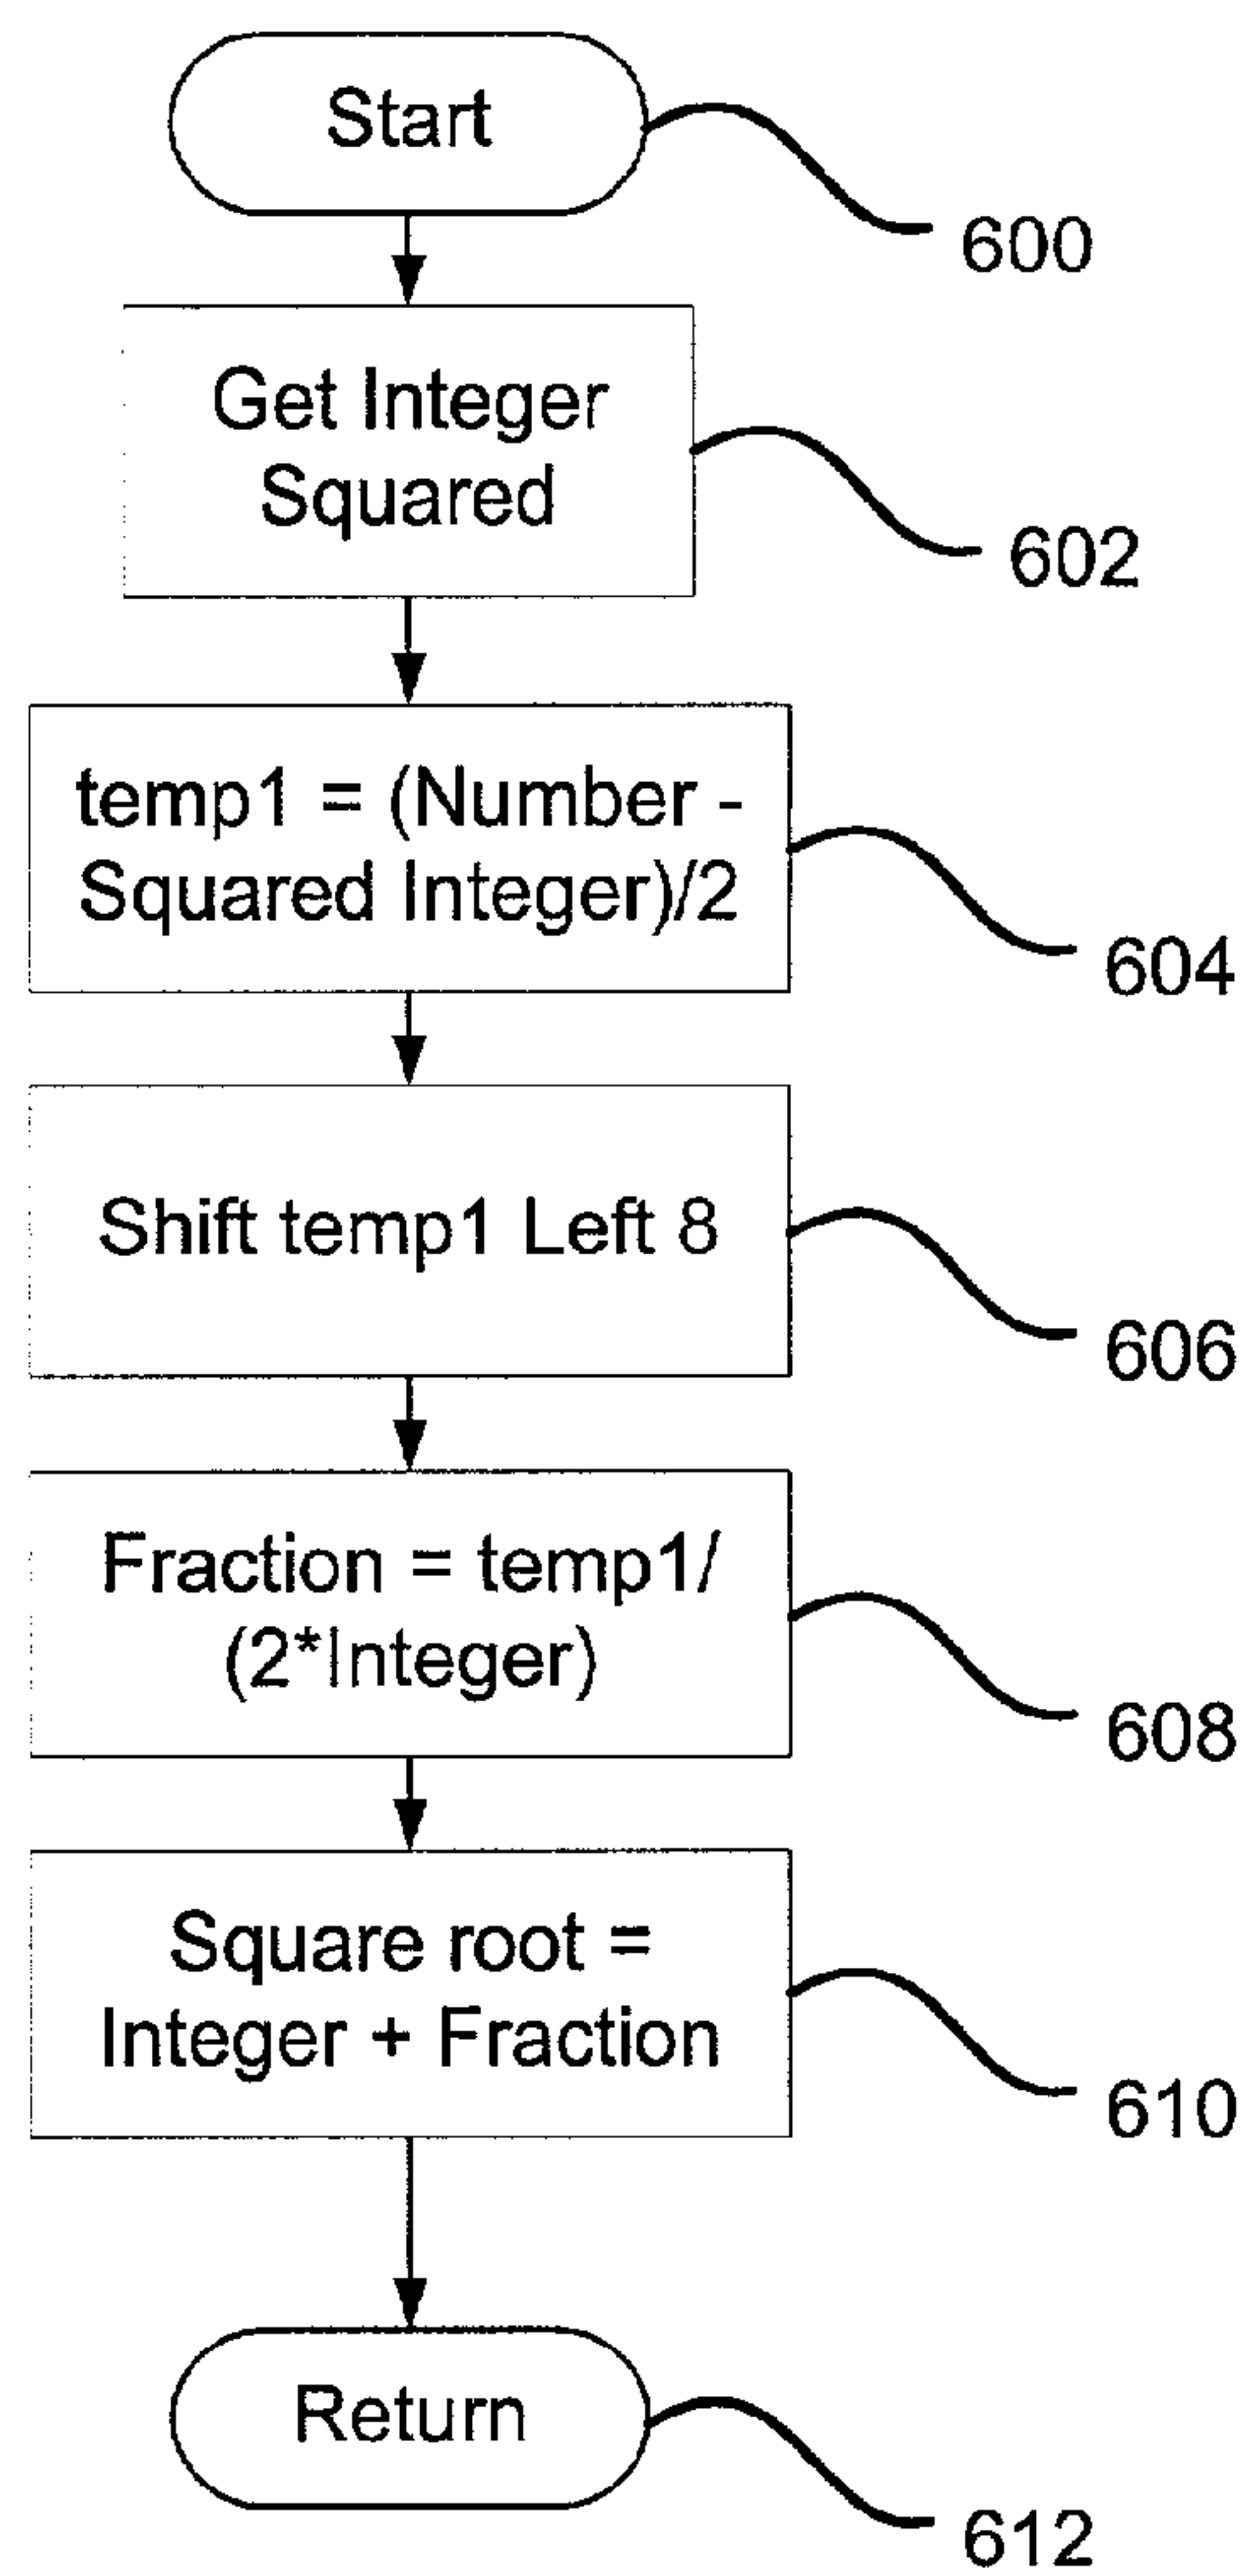 Start
600
Get Integer
Squared
602
temp1 = (Number -
Squared Integer)/2
604
Shift temp1 Left 8
606
Fraction = temp1/
(2*Integer)
608
Square root =
Integer + Fraction
610
Return
612